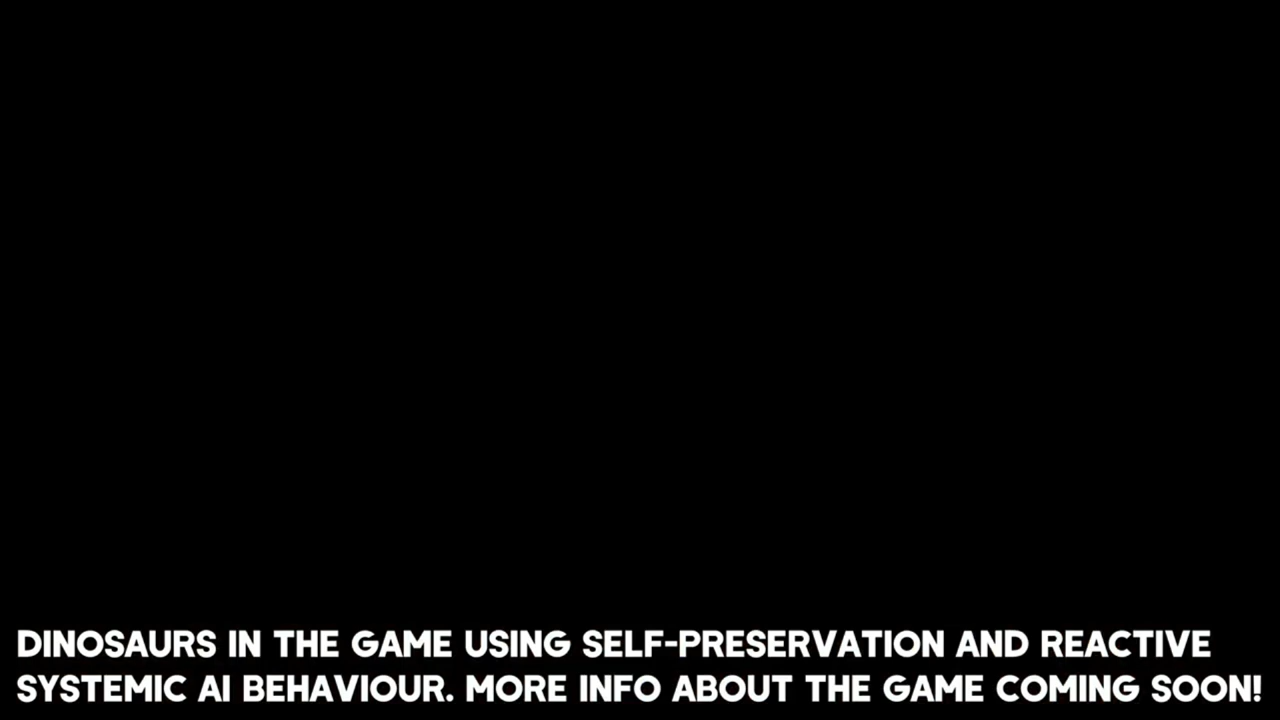 DINOSAURS IN THE GAME USING SELF-PRESERVATION AND REACTIVE
SYSTEMIC AI BEHAVIOUR. MORE INFO ABOUT THE GAME COMING SOON!